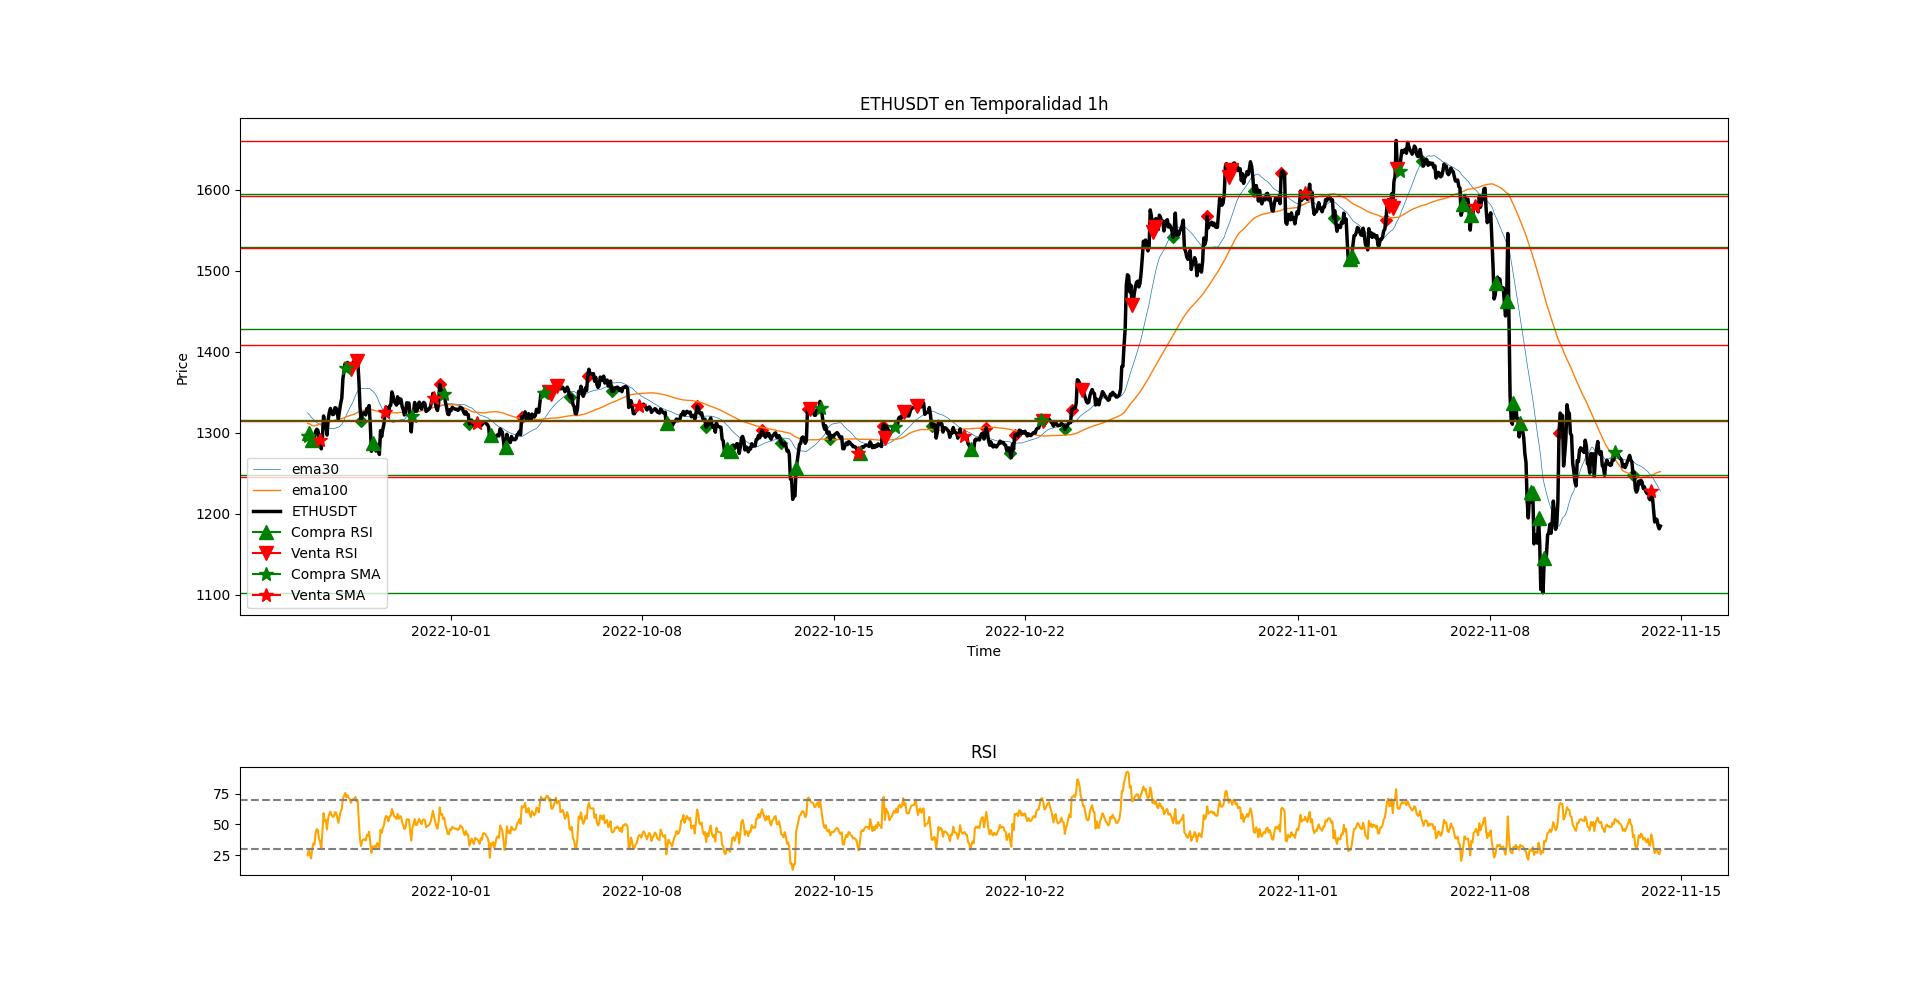 ETHUSDT en Temporalidad 1h
Price
1600
1500
1400
1300
1200
1100
ema30
ema100
ETHUSDT
Compra RSI
Venta RSI
Compra SMA
Venta SMA
2022-10-01 2022-10-08 2022-10-15 2022-10-22 2022-11-01 2022-11-08 2022-11-15
Time
RSI
75
50
25
2022-10-01 2022-10-08 2022-10-15 2022-10-22 2022-11-01 2022-11-08 2022-11-15